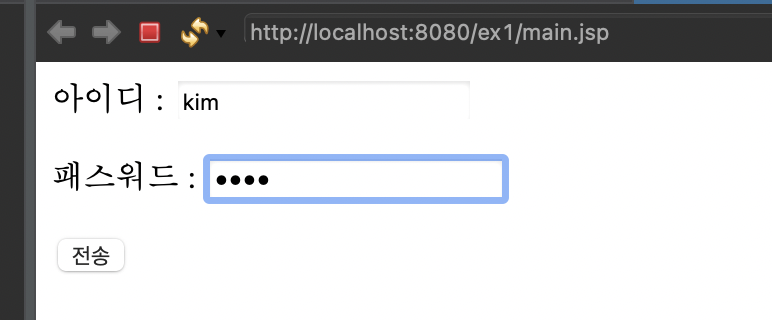 http://localhost:8080/ex1/main.jsp
아이디 : kim
패스워드 : ••••
전송